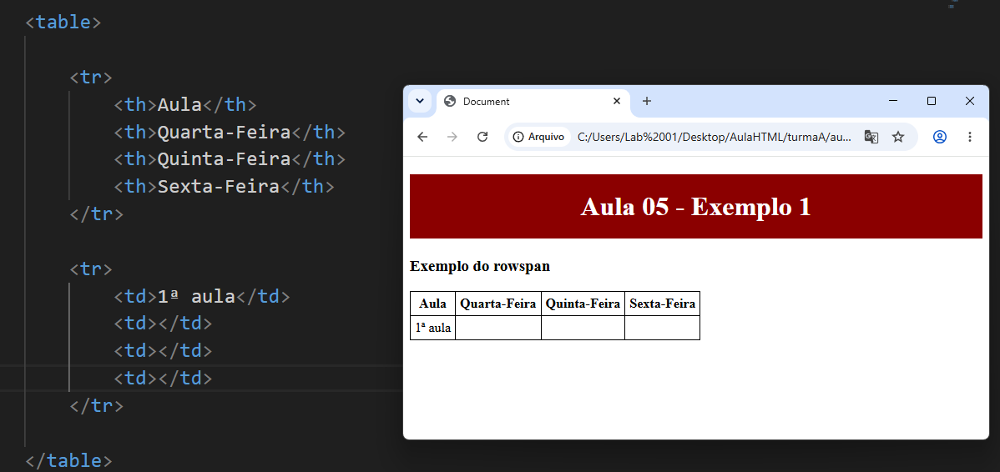 <table>
<tr>
<th>Aula</th>
<th>Quarta-Feira</th>
<th>Quinta-Feira</th>
<th>Sexta-Feira</th>
</tr>
<tr>
<td>1ª aula</td>
<td></td>
<td></td>
<td></td>
</tr>
</table>
Document
Arquivo C:/Users/Lab%2001/Desktop/AulaHTML/turmaA/au...
Aula 05 - Exemplo 1
Exemplo do rowspan
Aula Quarta-Feira Quinta-Feira Sexta-Feira
1ª aula